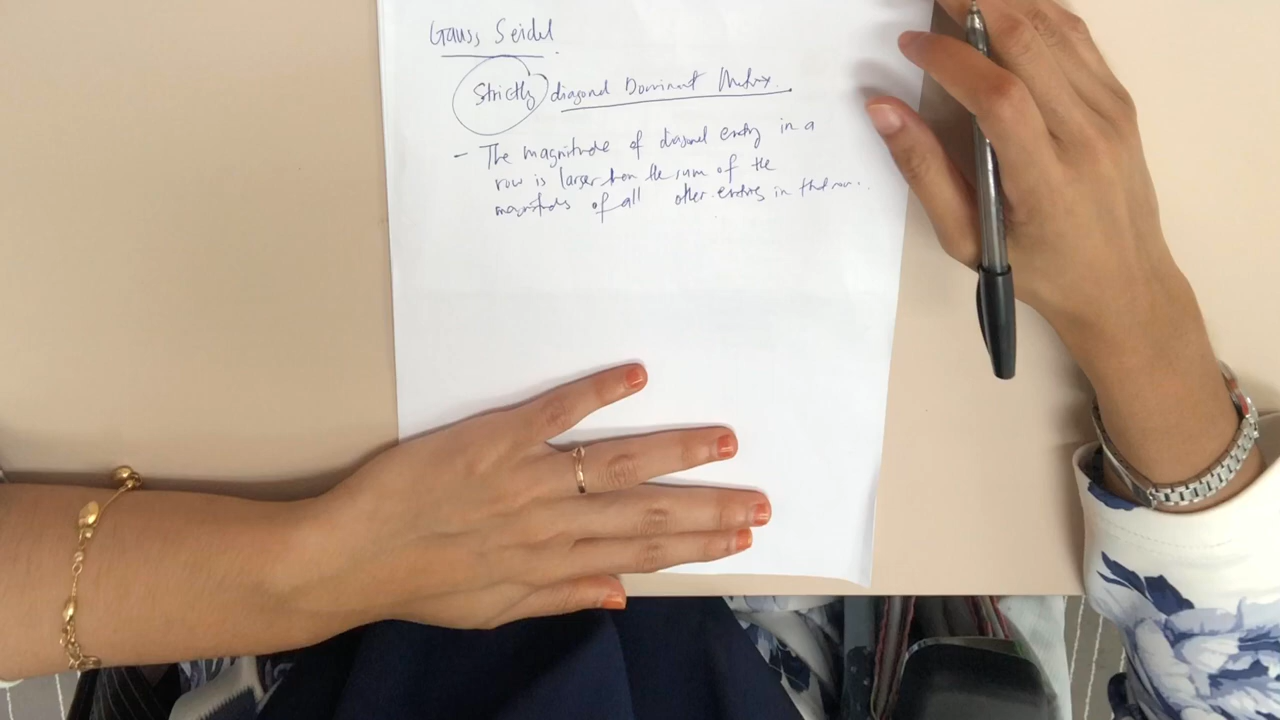 Gauss Seidel.
Strictly diagonal Dominant Matrix.
- The magnitude of diagonal entry in a
row is larger than the sum of the
magnitudes of all other entries in that row..